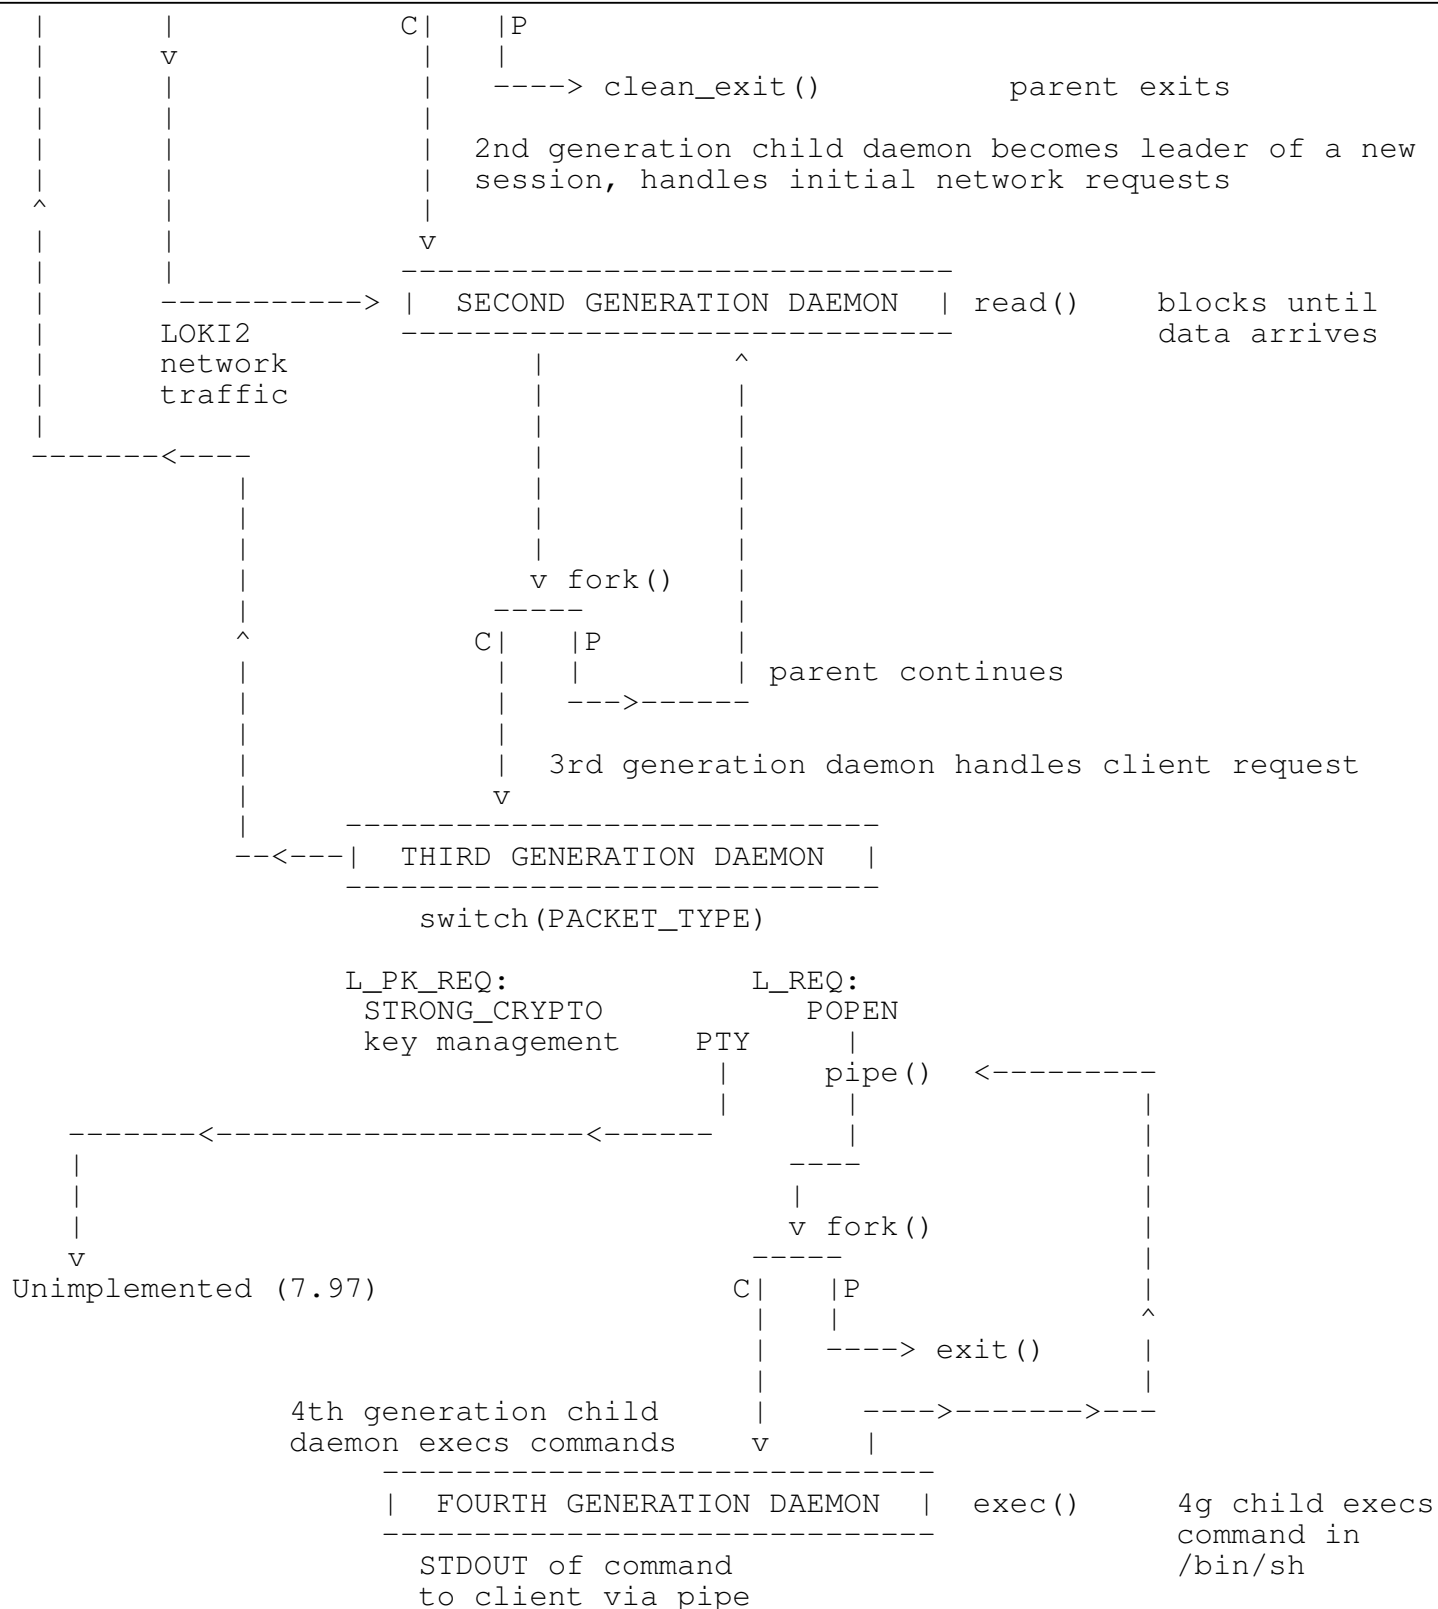 |       |            C|    |P
|       v             |    |
|       |             |    ----> clean_exit()          parent exits
|       |             |
|       |             |  2nd generation child daemon becomes leader of a new
|       |             |  session, handles initial network requests
^       |             |
|       |             v
|       |            ------------------------------
|       -----------> |  SECOND GENERATION DAEMON  | read()    blocks until
|       LOKI2        ------------------------------           data arrives
|       network             |          ^
|       traffic             |          |
|                           |          |
-------<----                |          |
            |               |          |
            |               |          |
            |               |          |
            |               v fork()   |
            |             -----        |
            ^            C|   |P       |
            |             |   |        | parent continues
            |             |   --->------
            |             |
            |             |  3rd generation daemon handles client request
            |             v
            |     -----------------------------
            --<---|  THIRD GENERATION DAEMON  |
                  -----------------------------
                      switch(PACKET_TYPE)
                  L_PK_REQ:             L_REQ:
                   STRONG_CRYPTO           POPEN
                   key management    PTY     |
                                      |     pipe()  <----------
                                      |      |               |
   -------<--------------------<------       |               |
   |                                      ----               |
   |                                      |                  |
   |                                      v fork()           |
   v                                    -----                |
Unimplemented (7.97)                   C|   |P               |
                                        |   |                ^
                                        |   ----> exit()     |
                                        |                    |
               4th generation child     |     ---->------->---
               daemon execs commands    v     |
                    ------------------------------
                    |  FOURTH GENERATION DAEMON  |  exec()     4g child execs
                    ------------------------------             command in
                      STDOUT of command                        /bin/sh
                      to client via pipe